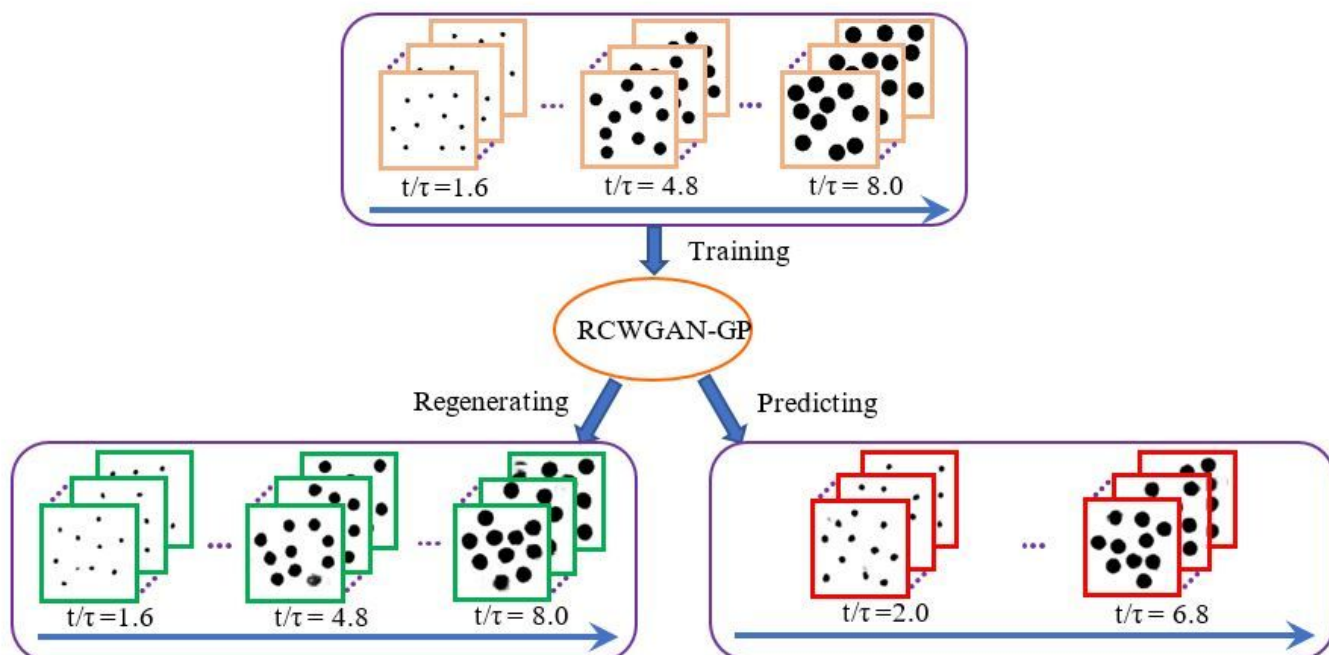 t/τ =1.6
t/τ = 4.8
t/τ = 8.0
Training
RCWGAN-GP
Regenerating
Predicting
t/τ =1.6
t/τ = 4.8
t/τ = 8.0
t/τ=2.0
t/τ = 6.8